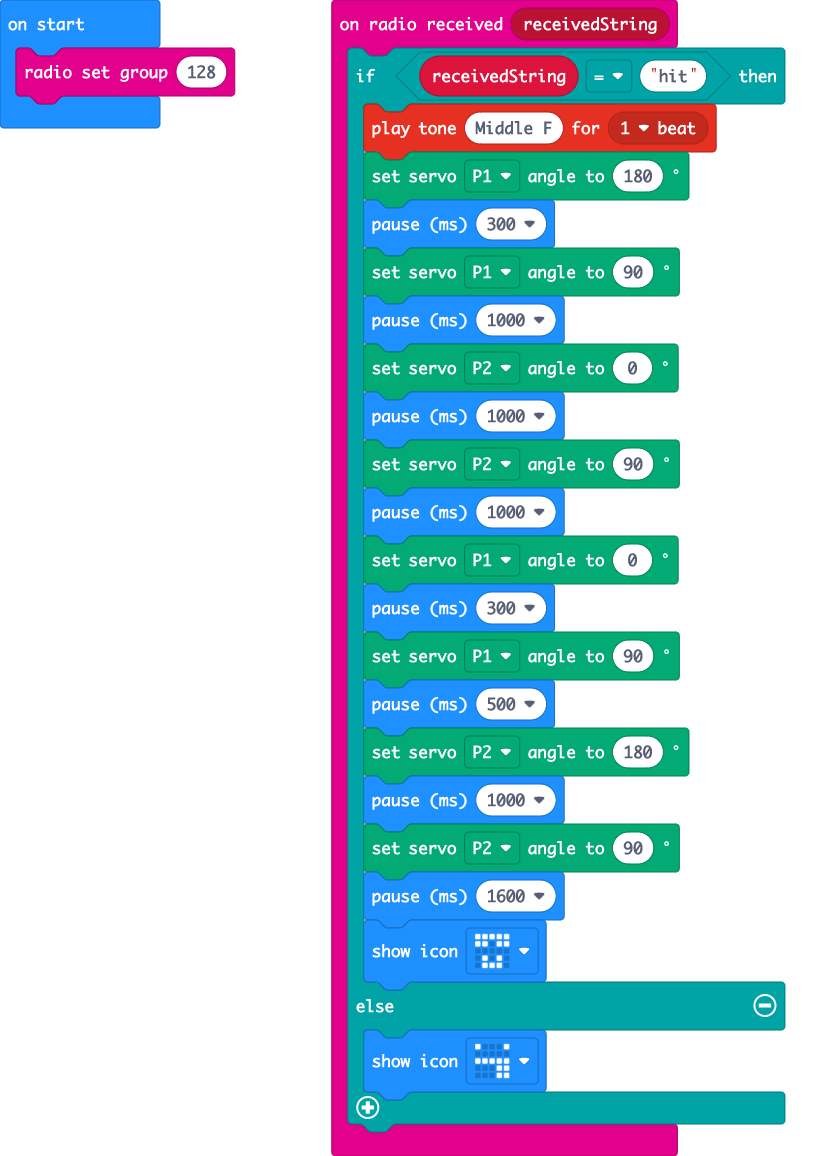 on start
radio set group 128
on radio received receivedString
if receivedString = "hit" then
play tone Middle F for 1 beat
set servo P1 angle to 180 °
pause (ms) 300
set servo P1 angle to 90 °
pause (ms) 1000
set servo P2 angle to 0 °
pause (ms) 1000
set servo P2 angle to 90 °
pause (ms) 1000
set servo P1 angle to 0 °
pause (ms) 300
set servo P1 angle to 90 °
pause (ms) 500
set servo P2 angle to 180 °
pause (ms) 1000
set servo P2 angle to 90 °
pause (ms) 1600
show icon
else
show icon